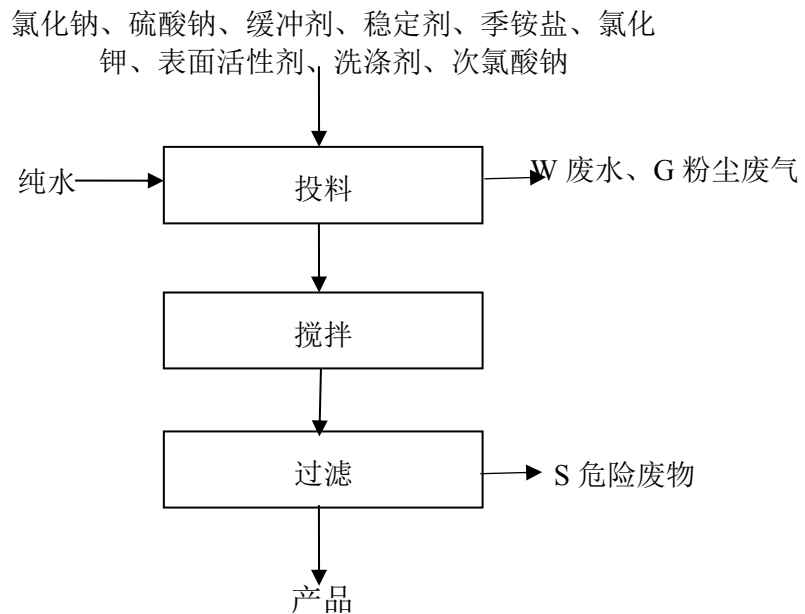 氯化钠、硫酸钠、缓冲剂、稳定剂、季铵盐、氯化
钾、表面活性剂、洗涤剂、次氯酸钠
纯水
投料
W 废水、G 粉尘废气
搅拌
过滤
S 危险废物
产品